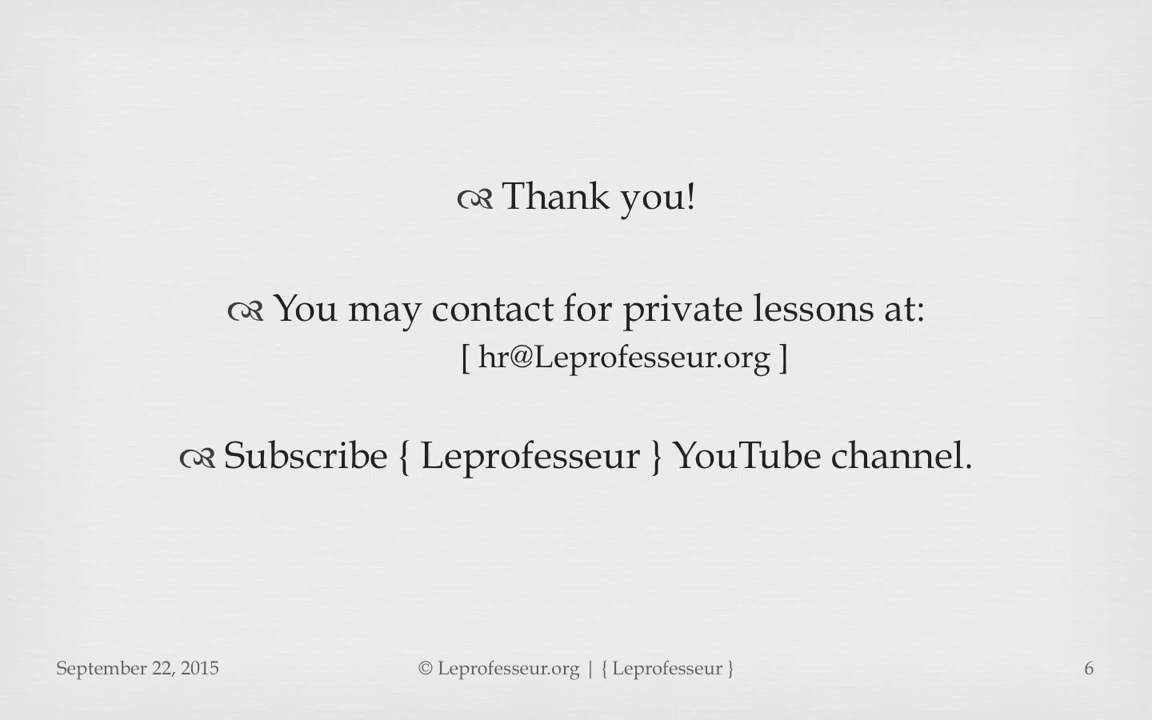 Thank you!
You may contact for private lessons at:
[ hr@Leprofesseur.org ]
Subscribe { Leprofesseur } YouTube channel.
September 22, 2015
© Leprofesseur.org | { Leprofesseur }
6